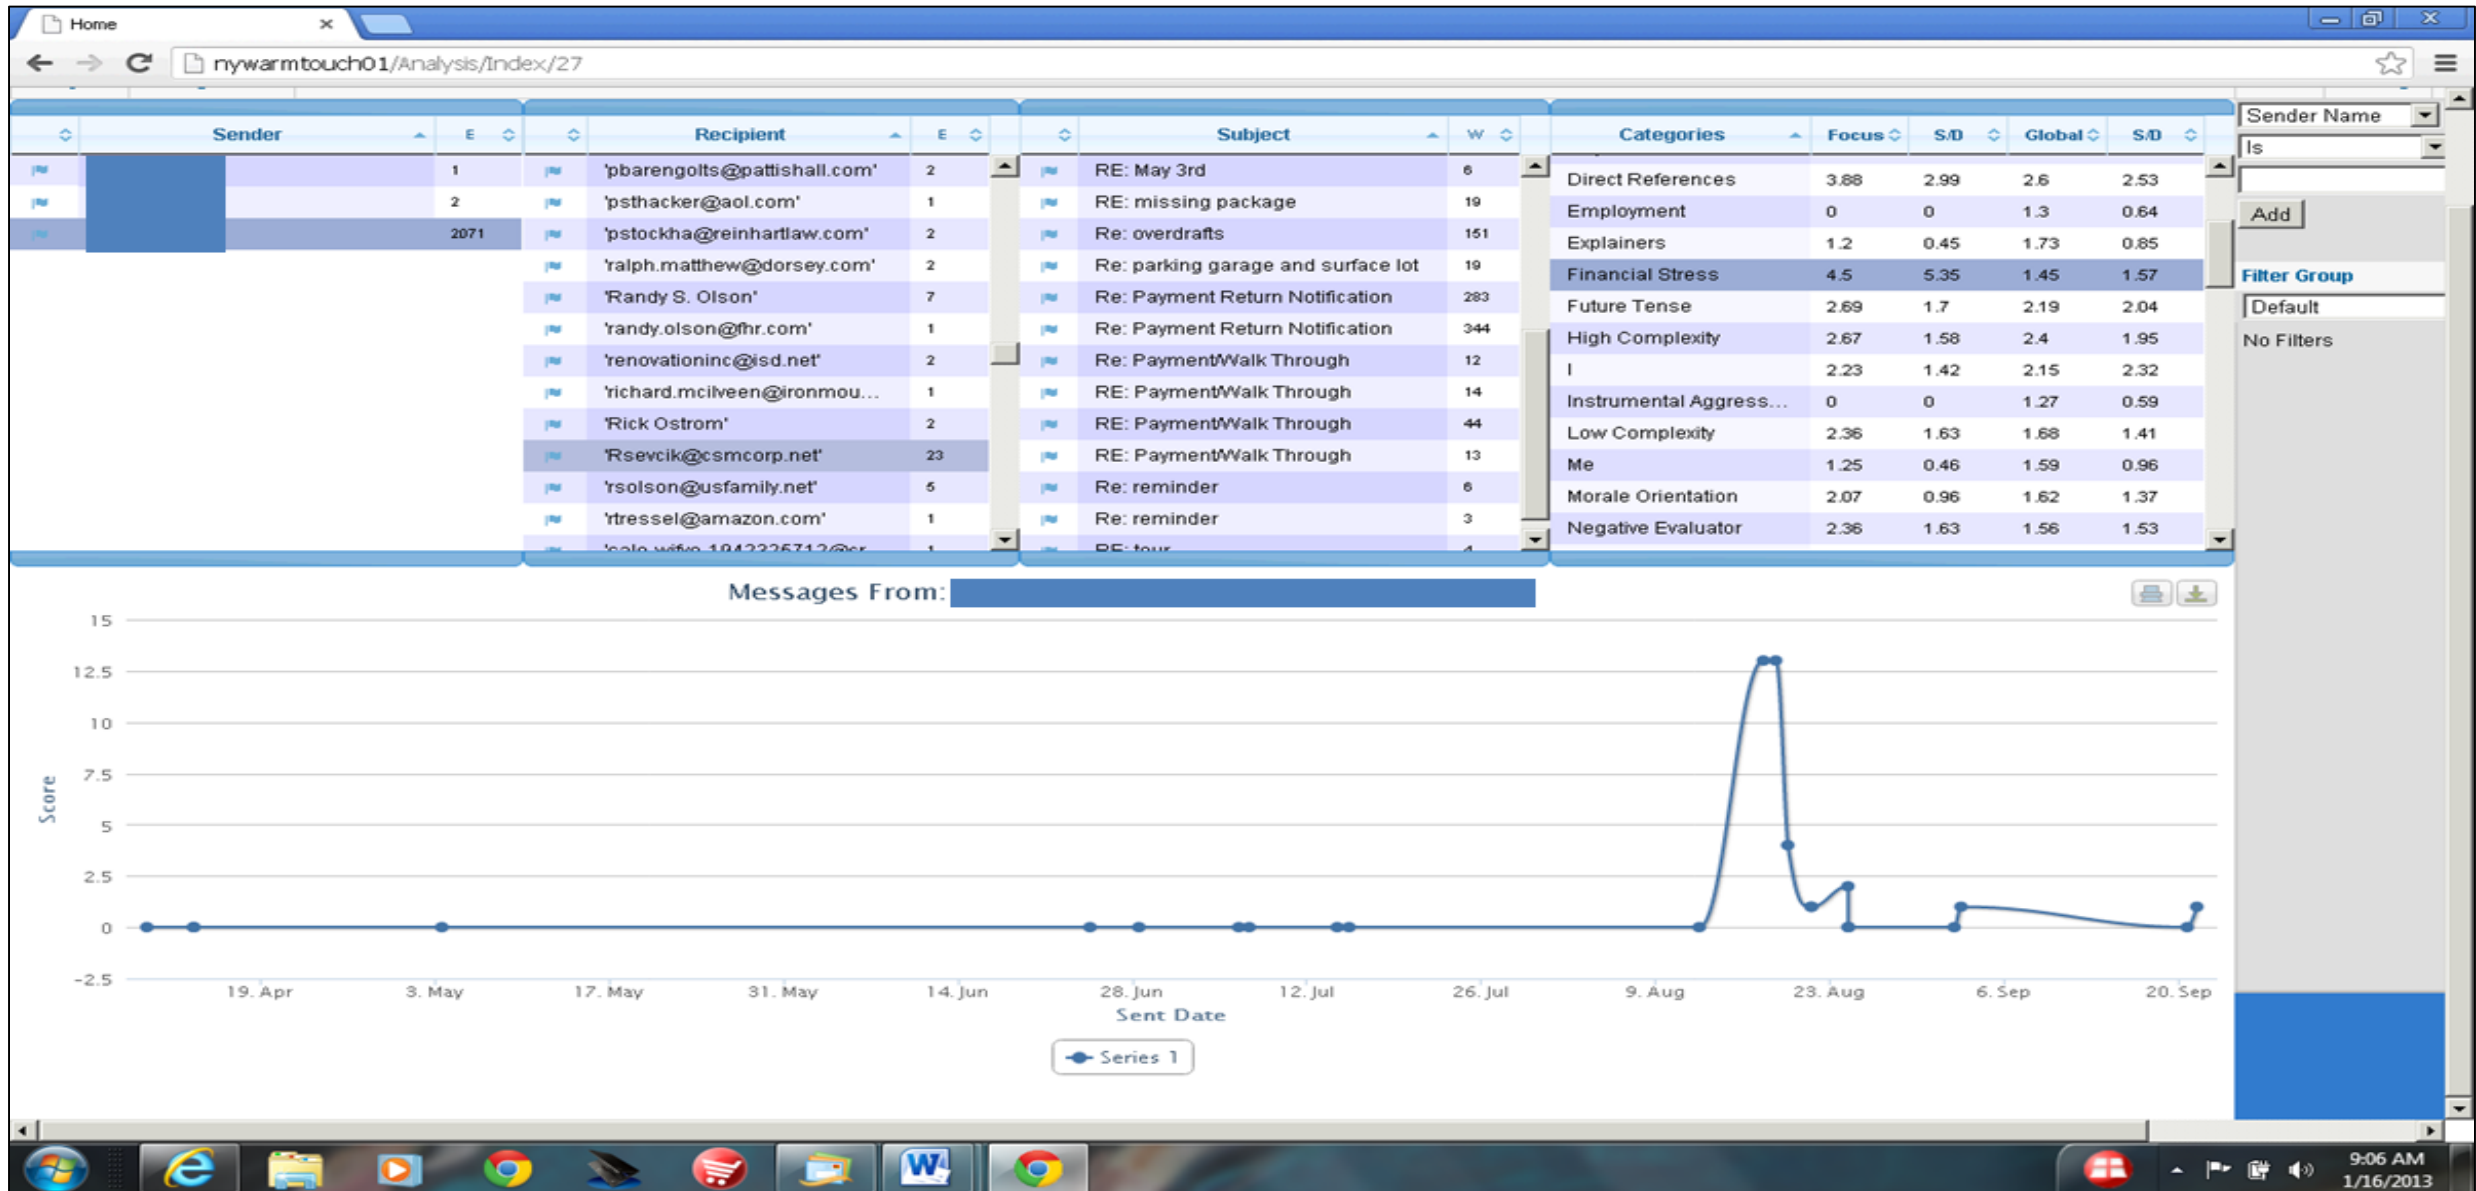 Home
nywarmtouch01/Analysis/Index/27
Sender E Recipient E Subject W Categories Focus S/D Global S/D
Sender Name
Is
Add
Filter Group
Default
No Filters
1
2
2071
'pbarengolts@pattishall.com' 2
'psthacker@aol.com' 1
'pstockha@reinhartlaw.com' 2
'ralph.matthew@dorsey.com' 2
'Randy S. Olson' 7
'randy.olson@fhr.com' 1
'renovationinc@isd.net' 2
'richard.mcilveen@ironmou... 1
'Rick Ostrom' 2
'Rsevcik@csmcorp.net' 23
'rsolson@usfamily.net' 5
'rtressel@amazon.com' 1
RE: May 3rd 6
RE: missing package 19
Re: overdrafts 151
Re: parking garage and surface lot 19
Re: Payment Return Notification 283
Re: Payment Return Notification 344
Re: Payment/Walk Through 12
RE: Payment/Walk Through 14
RE: Payment/Walk Through 44
RE: Payment/Walk Through 13
Re: reminder 6
Re: reminder 3
RE: tour 4
Direct References 3.88 2.99 2.6 2.53
Employment 0 0 1.3 0.64
Explainers 1.2 0.45 1.73 0.85
Financial Stress 4.5 5.35 1.45 1.57
Future Tense 2.69 1.7 2.19 2.04
High Complexity 2.67 1.58 2.4 1.95
I 2.23 1.42 2.15 2.32
Instrumental Aggress... 0 0 1.27 0.59
Low Complexity 2.36 1.63 1.68 1.41
Me 1.25 0.46 1.59 0.96
Morale Orientation 2.07 0.96 1.62 1.37
Negative Evaluator 2.36 1.63 1.56 1.53
Messages From:
15
12.5
10
7.5
5
2.5
0
-2.5
Score
19. Apr 3. May 17. May 31. May 14. Jun 28. Jun 12. Jul 26. Jul 9. Aug 23. Aug 6. Sep 20. Sep
Sent Date
Series 1
9:06 AM
1/16/2013